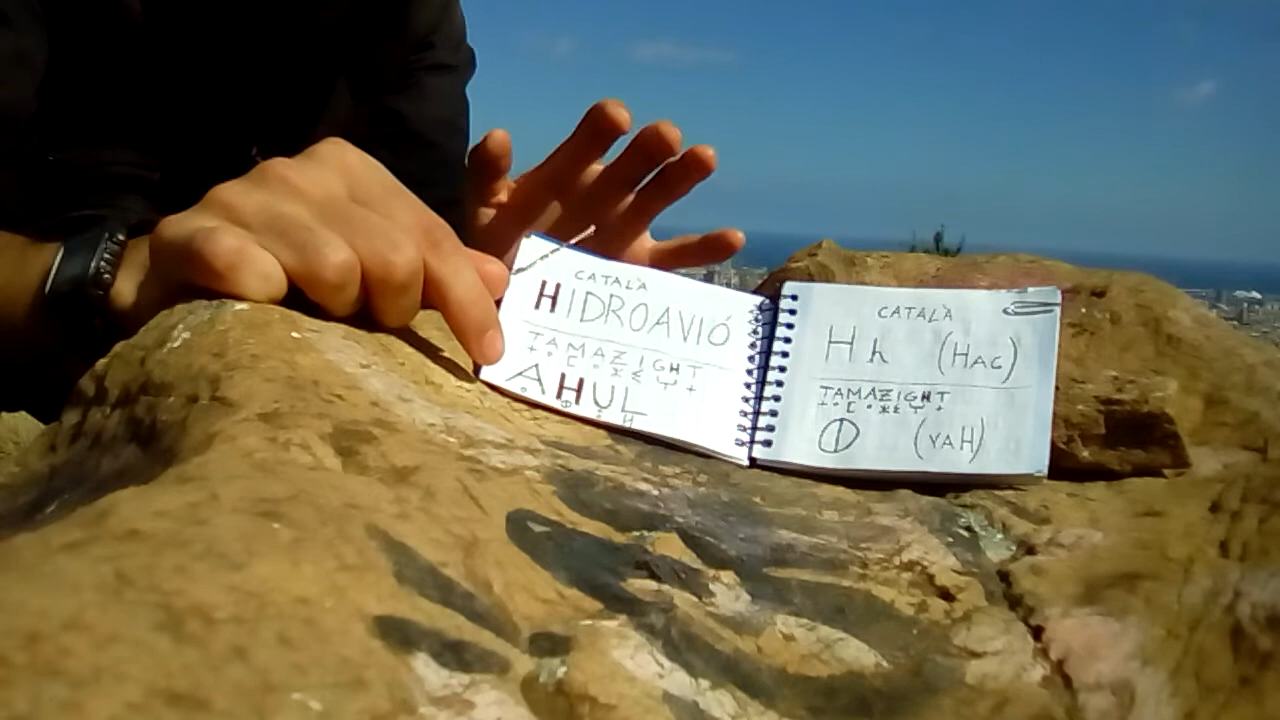 CATALÀ
HIDROAVIÓ
TAMAZIGHT
AHUL
CATALÀ
H h (HAC)
TAMAZIGHT
(YAH)